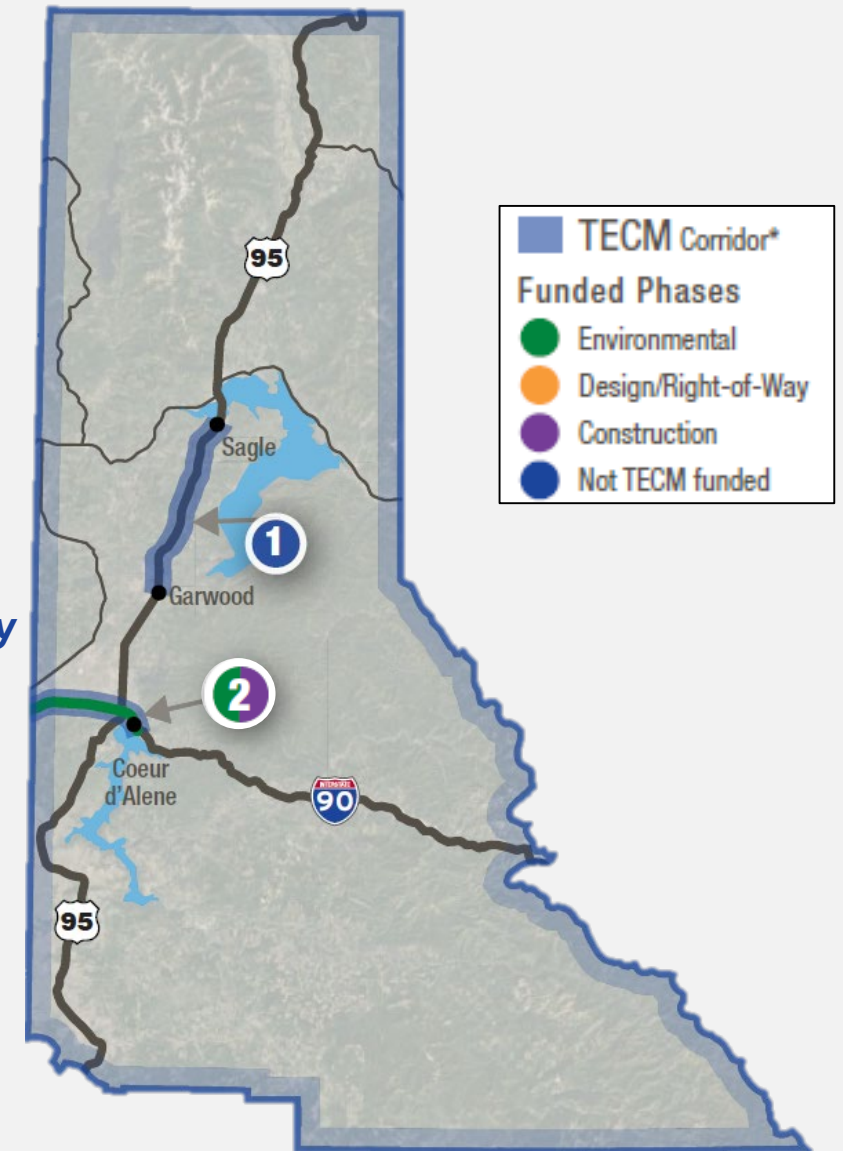 95
TECM Corridor*
Funded Phases
Environmental
Design/Right-of-Way
Construction
Not TECM funded
Sagle
1
Garwood
y
2
Coeur
d'Alene
INTERSTATE
90
95